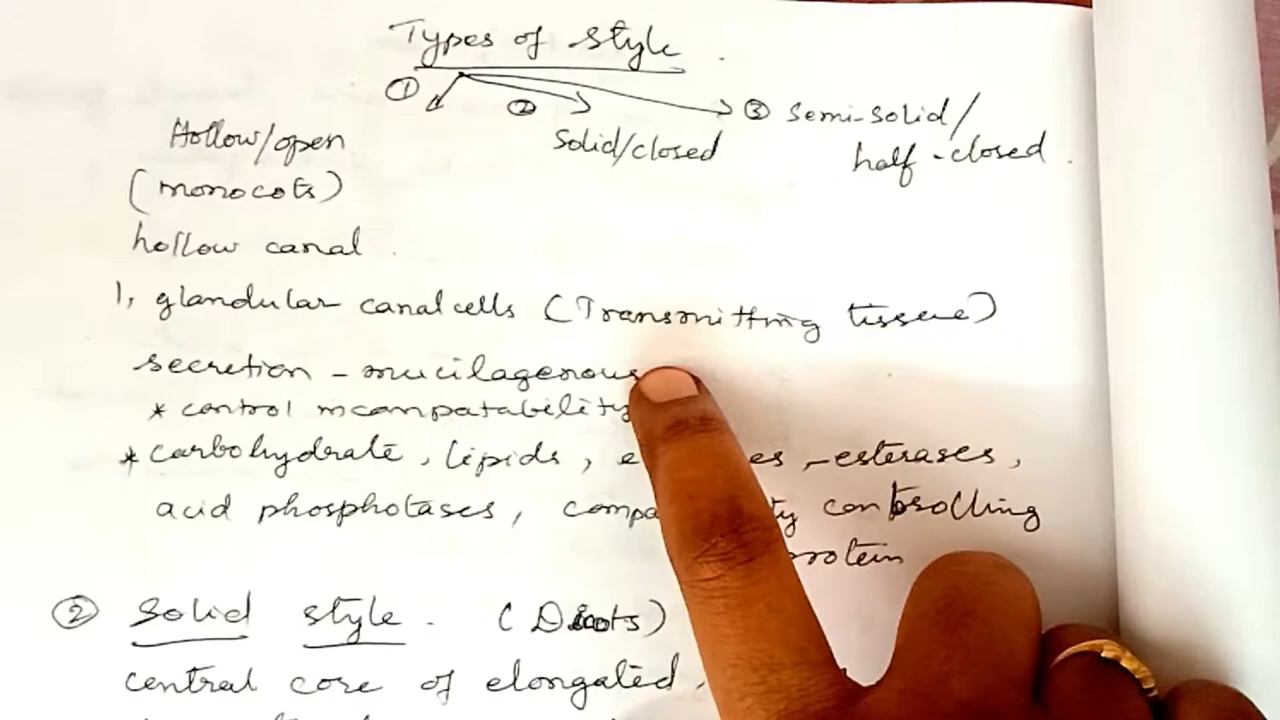 Types of style.
① ② ③ Semi-solid/
Hollow/open Solid/closed half-closed.
(monocots)
hollow canal.
1, glandular canal cells (Transmitting tissue)
secretion - mucilagenous
* control incompatability
* carbohydrate, lipids, - esterases,
acid phosphotases, controlling
protein
② Solid style. (Dicots)
central core of elongated,